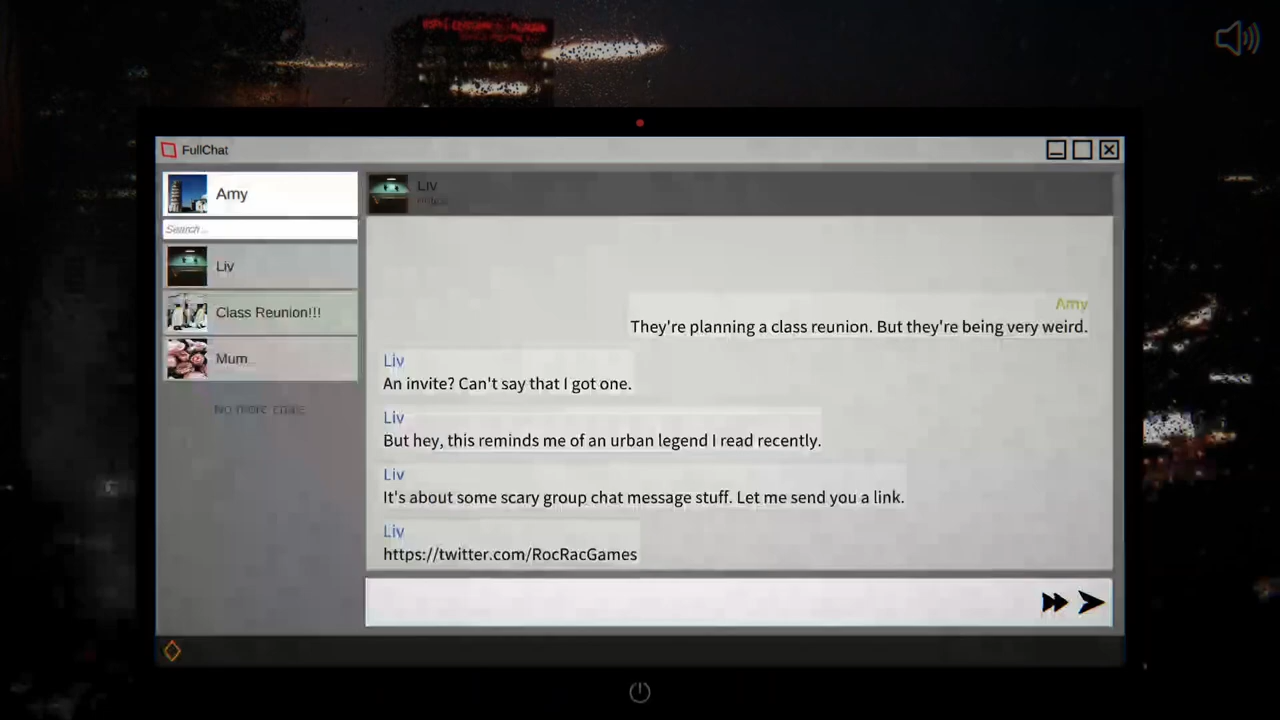 FullChat
Amy
Search...
Liv
Class Reunion!!!
Mum
No more chats
Liv
Amy
They're planning a class reunion. But they're being very weird.
Liv
An invite? Can't say that I got one.
Liv
But hey, this reminds me of an urban legend I read recently.
Liv
It's about some scary group chat message stuff. Let me send you a link.
Liv
https://twitter.com/RocRacGames